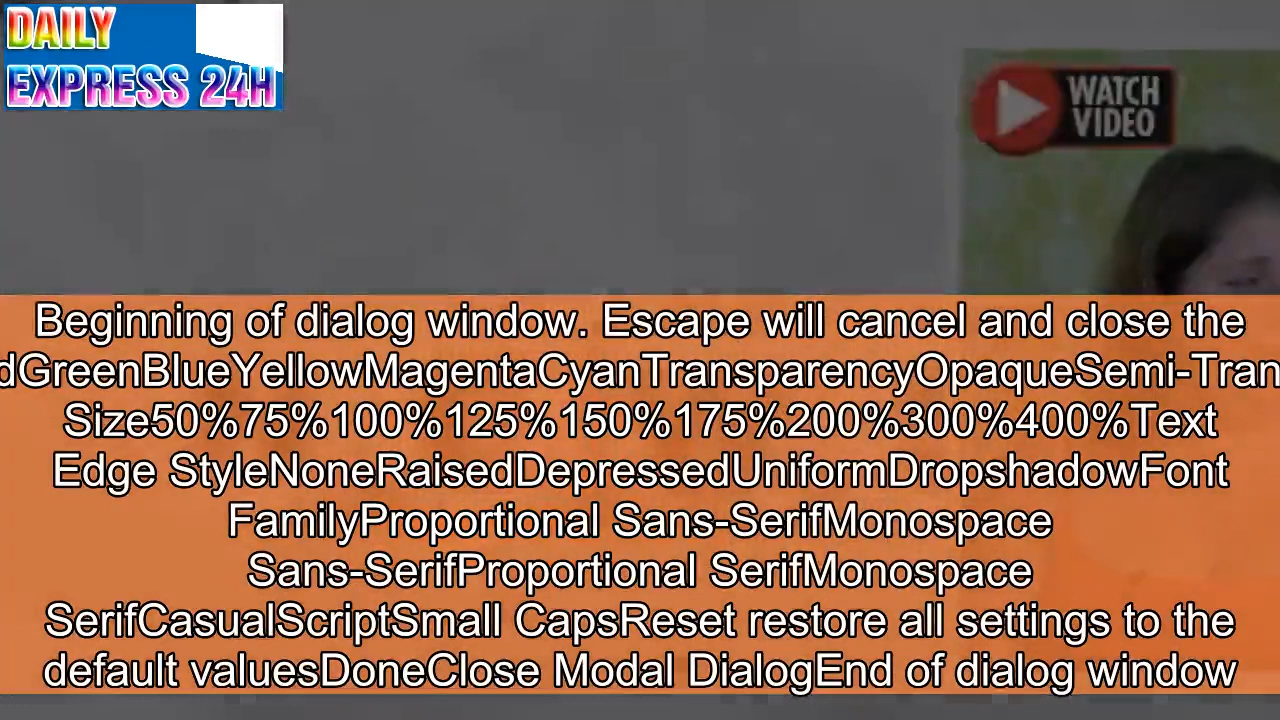 DAILY
EXPRESS 24H
WATCH
VIDEO
Beginning of dialog window. Escape will cancel and close the
dGreenBlueYellowMagentaCyanTransparencyOpaqueSemi-Tran
Size50%75%100%125%150%175%200%300%400%Text
Edge StyleNoneRaisedDepressedUniformDropshadowFont
FamilyProportional Sans-SerifMonospace
Sans-SerifProportional SerifMonospace
SerifCasualScriptSmall CapsReset restore all settings to the
default valuesDoneClose Modal DialogEnd of dialog window